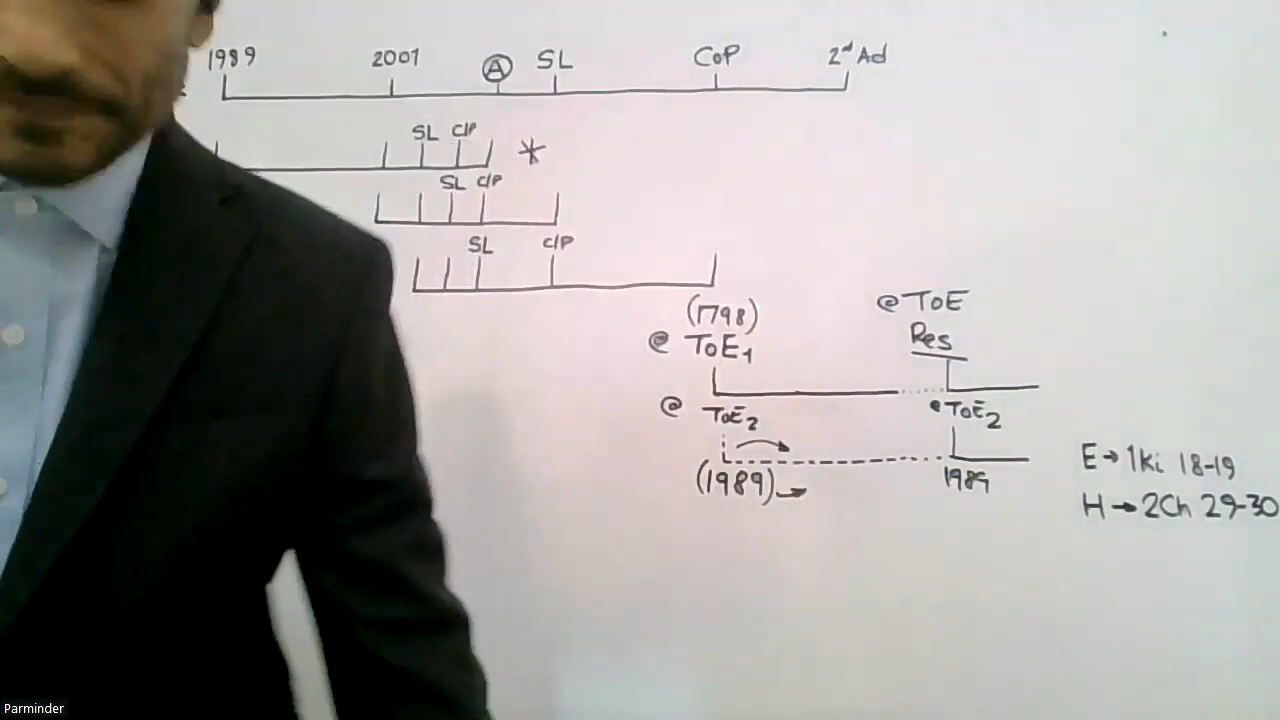 1989 2001 Ⓐ SL CoP 2nd Ad
SL C/P *
SL C/P
SL C/P
(1798)
@ ToE1
@ ToE
Res
@ ToE2
@ ToE2
(1989)
1989
E→1Ki 18-19
H→2Ch 29-30
Parminder